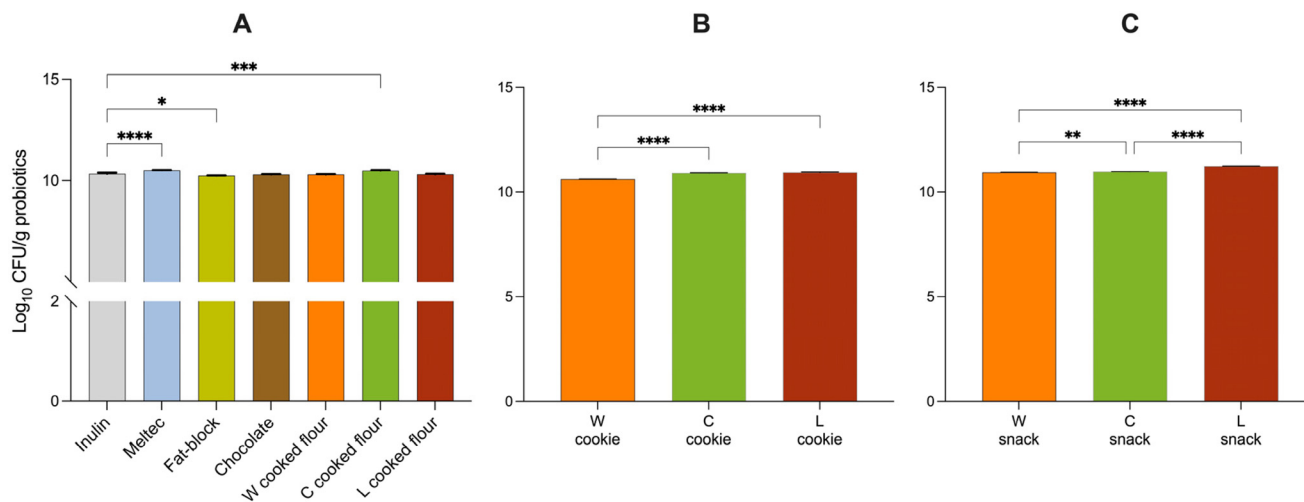 A
B
C
Log10 CFU/g probiotics
15
10
2
0
***
*
****
Inulin
Meltec
Fat-block
Chocolate
W cooked flour
C cooked flour
L cooked flour
15
10
5
0
****
****
W
cookie
C
cookie
L
cookie
15
10
5
0
****
**
****
W
snack
C
snack
L
snack